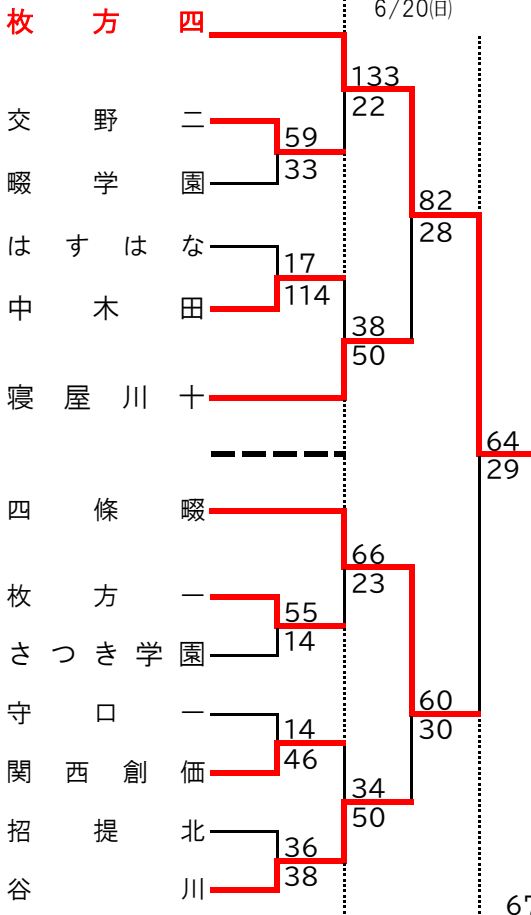 6/20㈰
枚方四
133
22
交野二
59
33
畷学園
82
28
はすはな
17
114
中木田
38
50
寝屋川十
64
29
四條畷
66
23
枚方一
55
14
さつき学園
60
30
守口一
14
46
関西創価
34
50
招提北
36
38
谷川